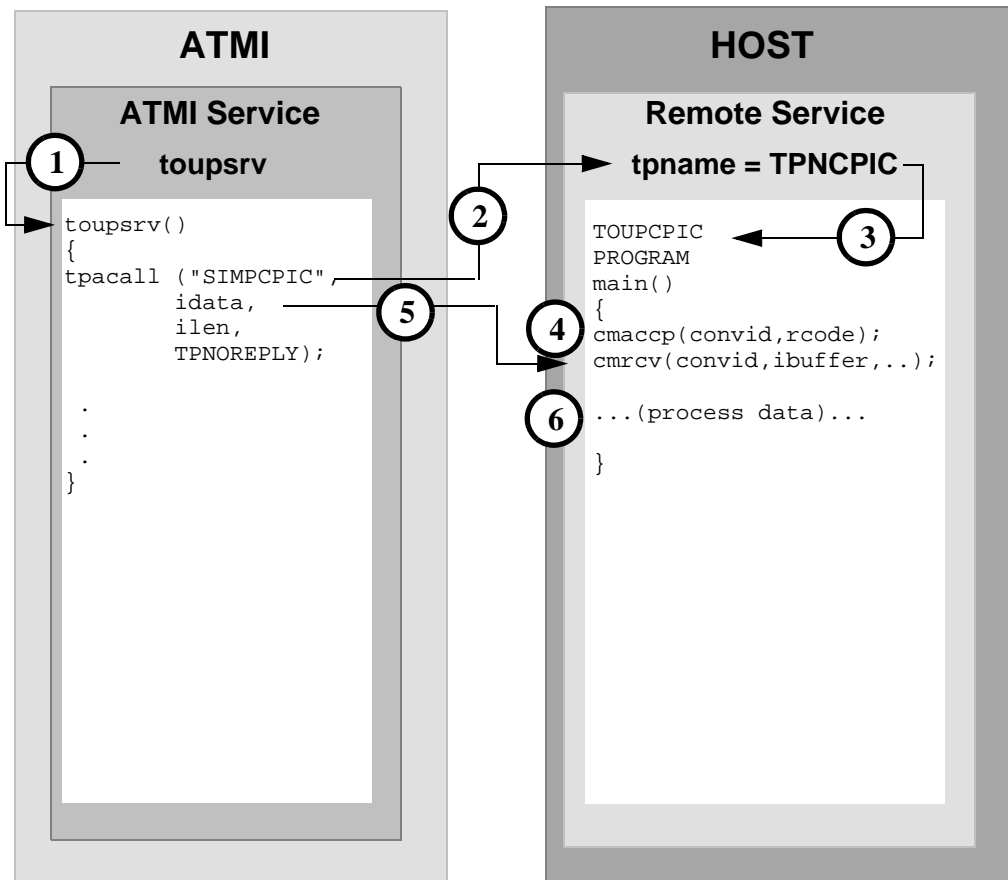 ATMI
ATMI Service
1
toupsrv
toupsrv()
{
tpacall ("SIMPCPIC",
idata,
ilen,
TPNOREPLY);
.
.
.
}
2
5
HOST
Remote Service
tpname = TPNCPIC
3
TOUPCPIC
PROGRAM
main()
{
4
cmaccp(convid,rcode);
cmrcv(convid,ibuffer,..);
6
...(process data)...
}